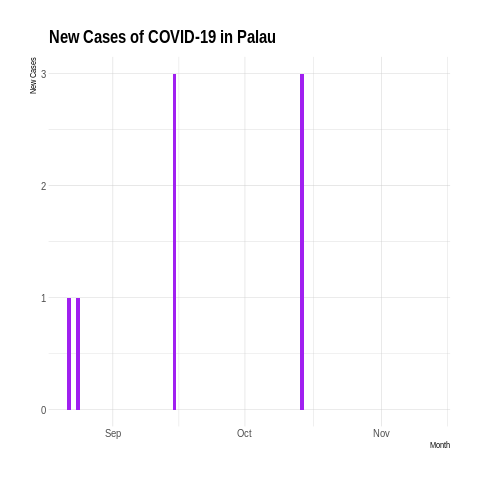 New Cases of COVID-19 in Palau
New Cases
3
2
1
0
Sep Oct Nov
Month